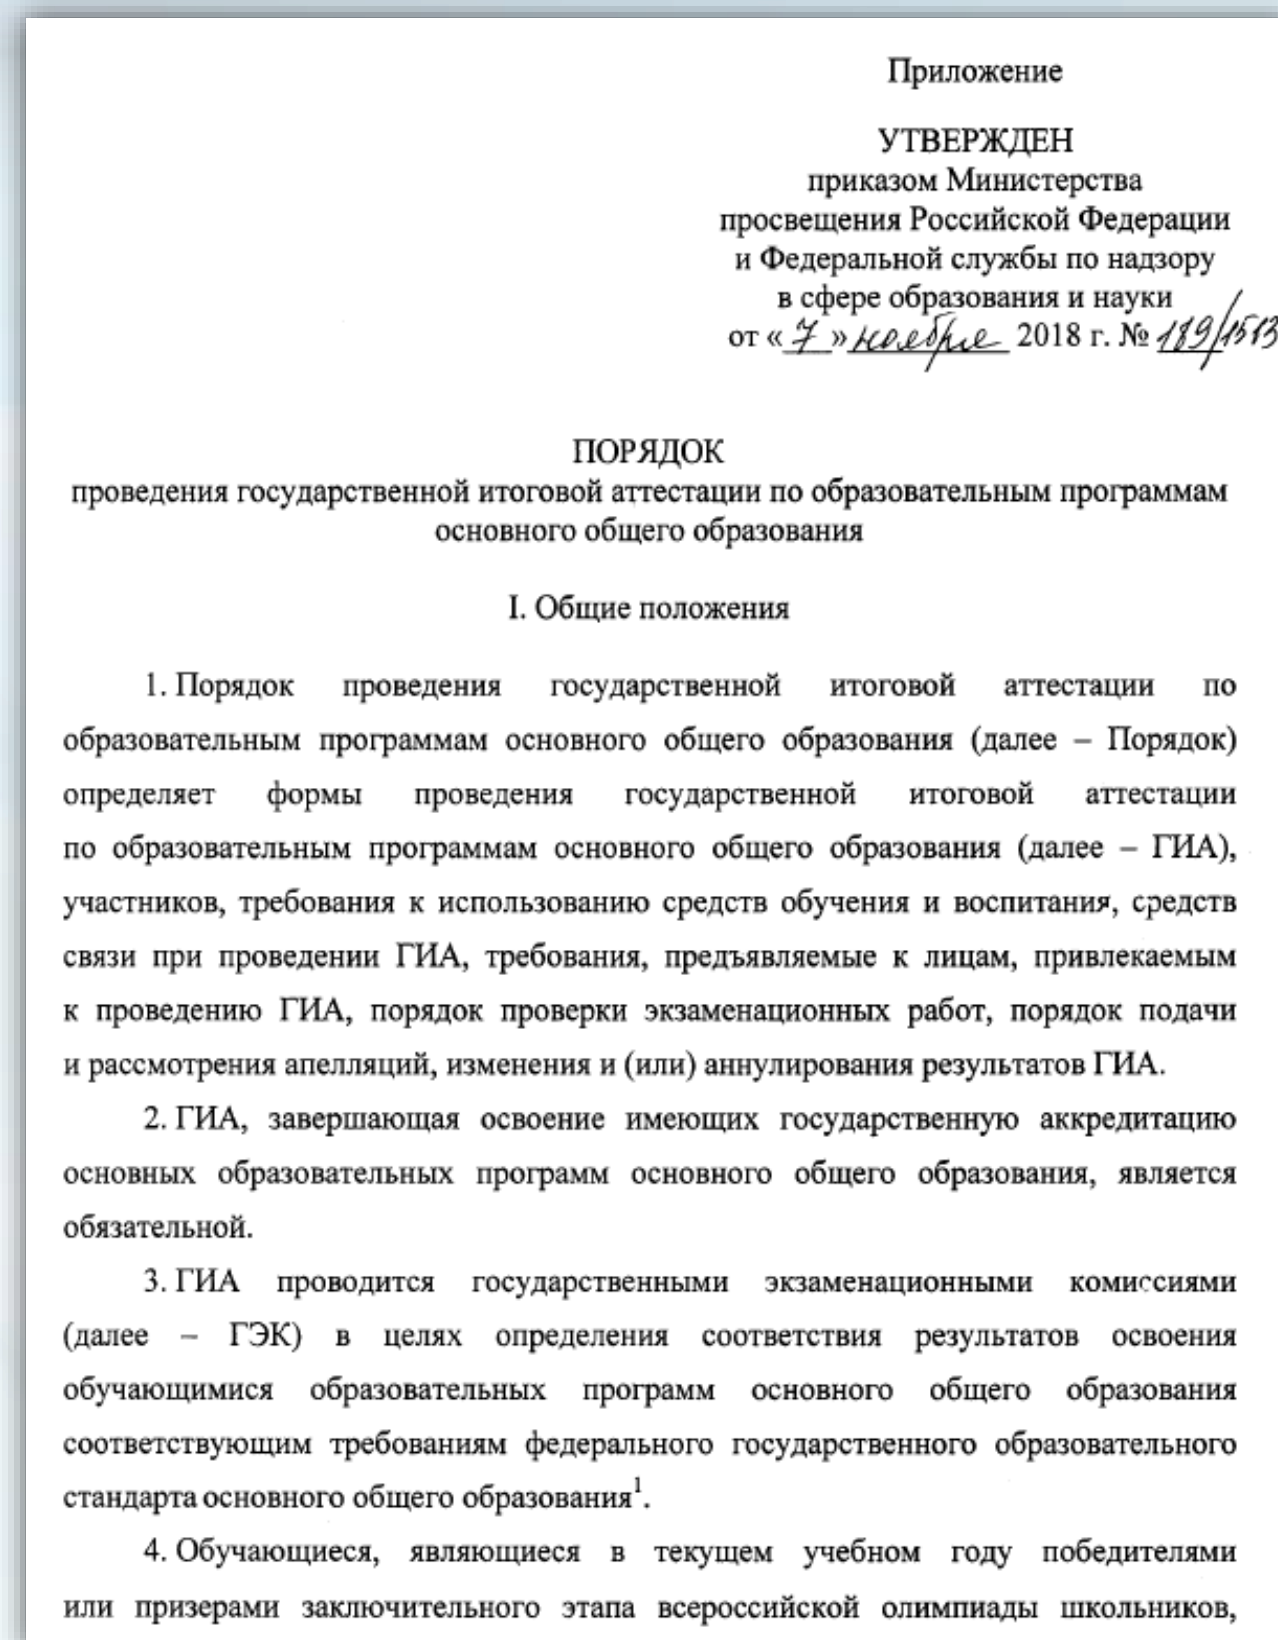 Приложение
УТВЕРЖДЕН
приказом Министерства
просвещения Российской Федерации
и Федеральной службы по надзору
в сфере образования и науки
от « 7 » ноября 2018 г. № 189/1513
ПОРЯДОК
проведения государственной итоговой аттестации по образовательным программам
основного общего образования
I. Общие положения
1. Порядок проведения государственной итоговой аттестации по
образовательным программам основного общего образования (далее – Порядок)
определяет формы проведения государственной итоговой аттестации
по образовательным программам основного общего образования (далее – ГИА),
участников, требования к использованию средств обучения и воспитания, средств
связи при проведении ГИА, требования, предъявляемые к лицам, привлекаемым
к проведению ГИА, порядок проверки экзаменационных работ, порядок подачи
и рассмотрения апелляций, изменения и (или) аннулирования результатов ГИА.
2. ГИА, завершающая освоение имеющих государственную аккредитацию
основных образовательных программ основного общего образования, является
обязательной.
3. ГИА проводится государственными экзаменационными комиссиями
(далее – ГЭК) в целях определения соответствия результатов освоения
обучающимися образовательных программ основного общего образования
соответствующим требованиям федерального государственного образовательного
стандарта основного общего образования¹.
4. Обучающиеся, являющиеся в текущем учебном году победителями
или призерами заключительного этапа всероссийской олимпиады школьников,